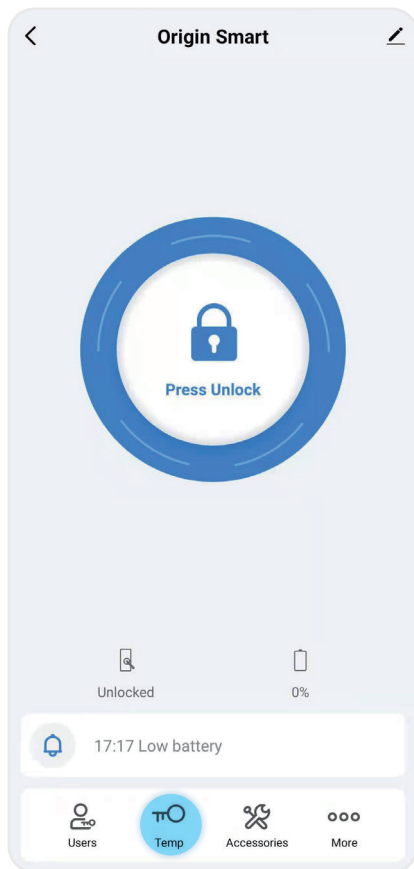 Origin Smart
Press Unlock
Unlocked
0%
17:17 Low battery
Users
Temp
Accessories
More